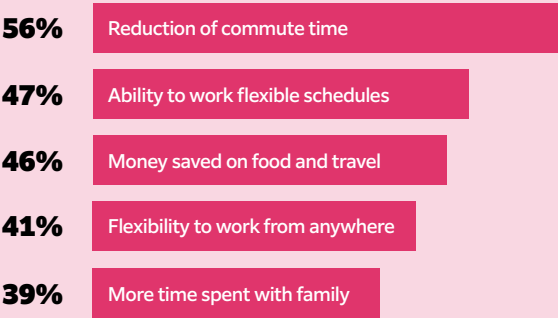 56% Reduction of commute time
47% Ability to work flexible schedules
46% Money saved on food and travel
41% Flexibility to work from anywhere
39% More time spent with family